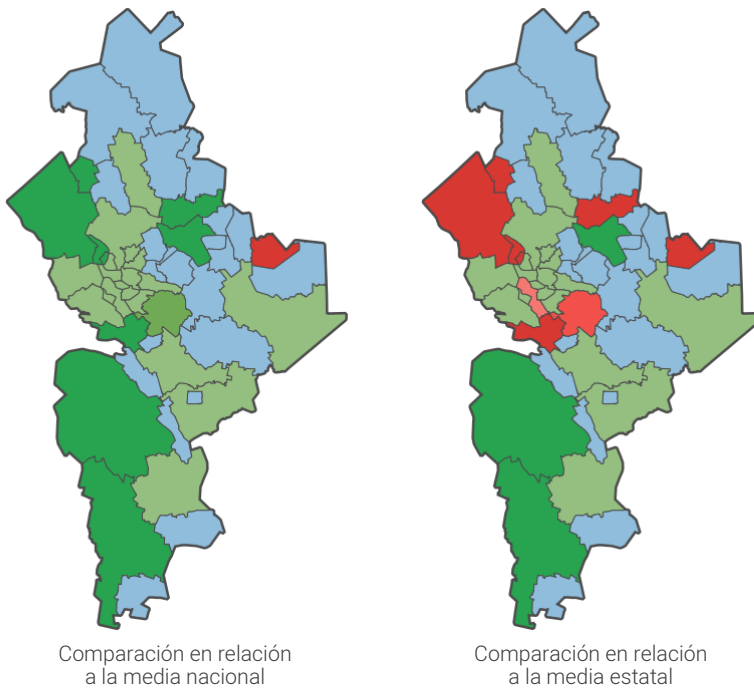 Comparación en relación
a la media nacional
Comparación en relación
a la media estatal